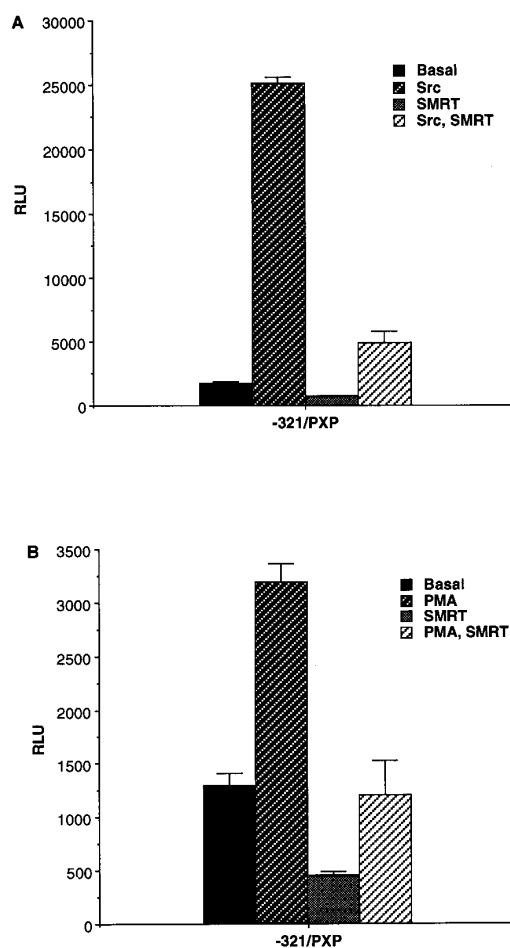 A
30000
25000
20000
15000
10000
5000
0
RLU
Basal
Src
SMRT
Src, SMRT
-321/PXP
B
3500
3000
2500
2000
1500
1000
500
0
RLU
Basal
PMA
SMRT
PMA, SMRT
-321/PXP